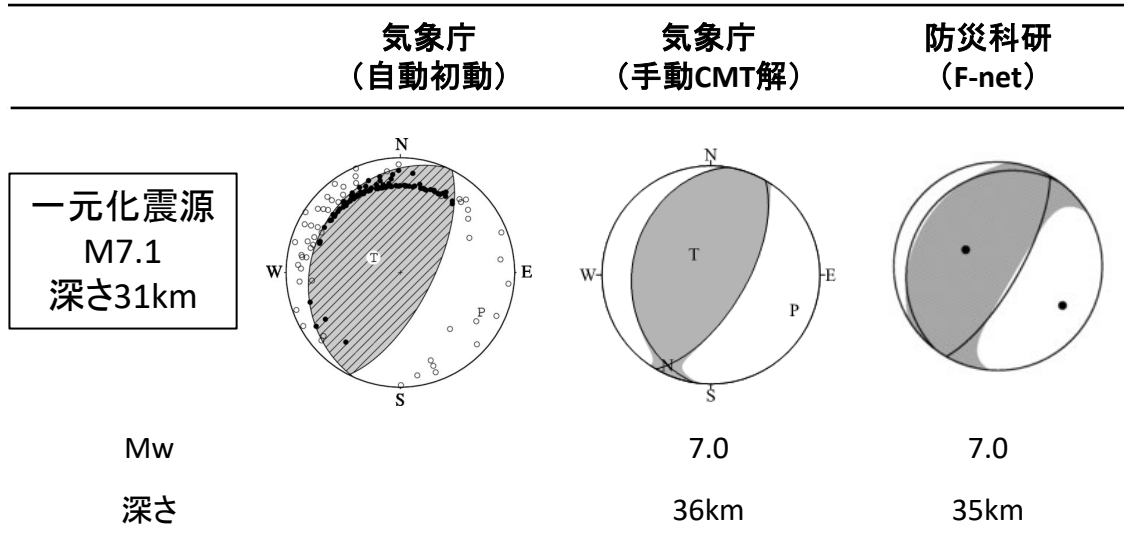 気象庁
（自動初動）
気象庁
（手動CMT解）
防災科研
（F-net）
一元化震源
M7.1
深さ31km
N
W
T
E
P
S
N
W
T
E
P
N
S
Mw
7.0
7.0
深さ
36km
35km